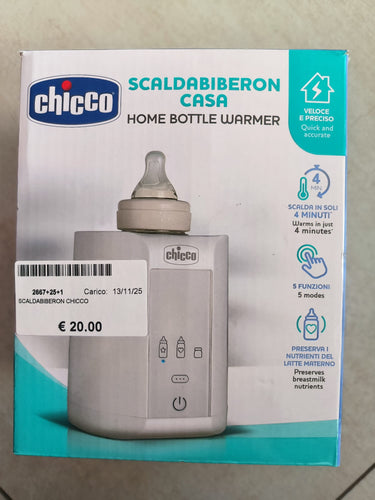 chicco
SCALDABIBERON
CASA
HOME BOTTLE WARMER
VELOCE
E PRECISO
Quick and
accurate
4
MIN
SCALDA IN SOLI
4 MINUTI*
Warms in just
4 minutes*
5 FUNZIONI
5 modes
PRESERVA I
NUTRIENTI DEL
LATTE MATERNO
Preserves
breastmilk
nutrients
chicco
2667+25+1 Carico: 13/11/25
SCALDABIBERON CHICCO
€ 20.00